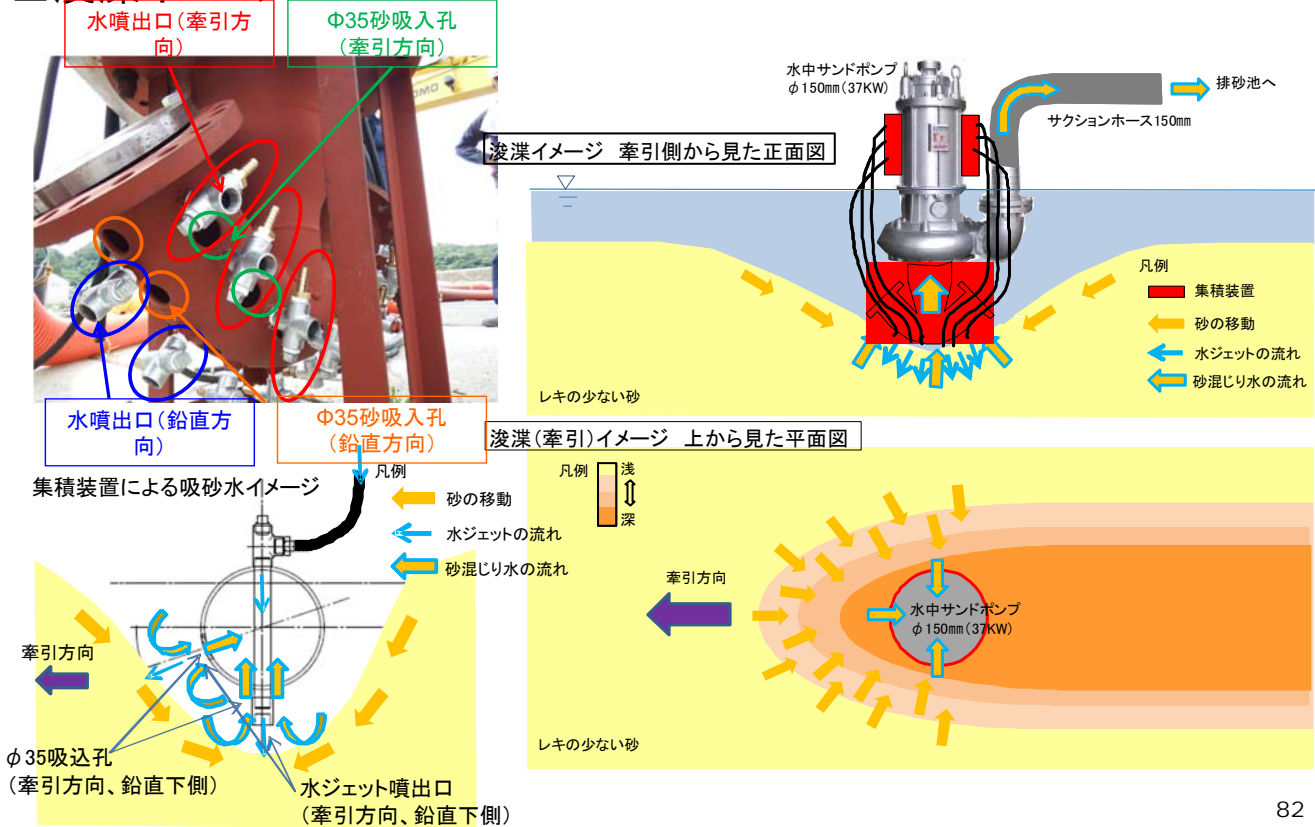 水噴出口(牽引方
向)
Φ35砂吸入孔
(牽引方向)
水噴出口(鉛直方
向)
Φ35砂吸入孔
(鉛直方向)
水中サンドポンプ
φ150mm(37KW)
排砂池へ
サクションホース150mm
浚渫イメージ 牽引側から見た正面図
凡例
集積装置
砂の移動
水ジェットの流れ
砂混じり水の流れ
レキの少ない砂
浚渫(牽引)イメージ 上から見た平面図
凡例
浅
深
牽引方向
水中サンドポンプ
φ150mm(37KW)
レキの少ない砂
集積装置による吸砂水イメージ
凡例
砂の移動
水ジェットの流れ
砂混じり水の流れ
牽引方向
φ35吸込孔
(牽引方向、鉛直下側)
水ジェット噴出口
(牽引方向、鉛直下側)
82